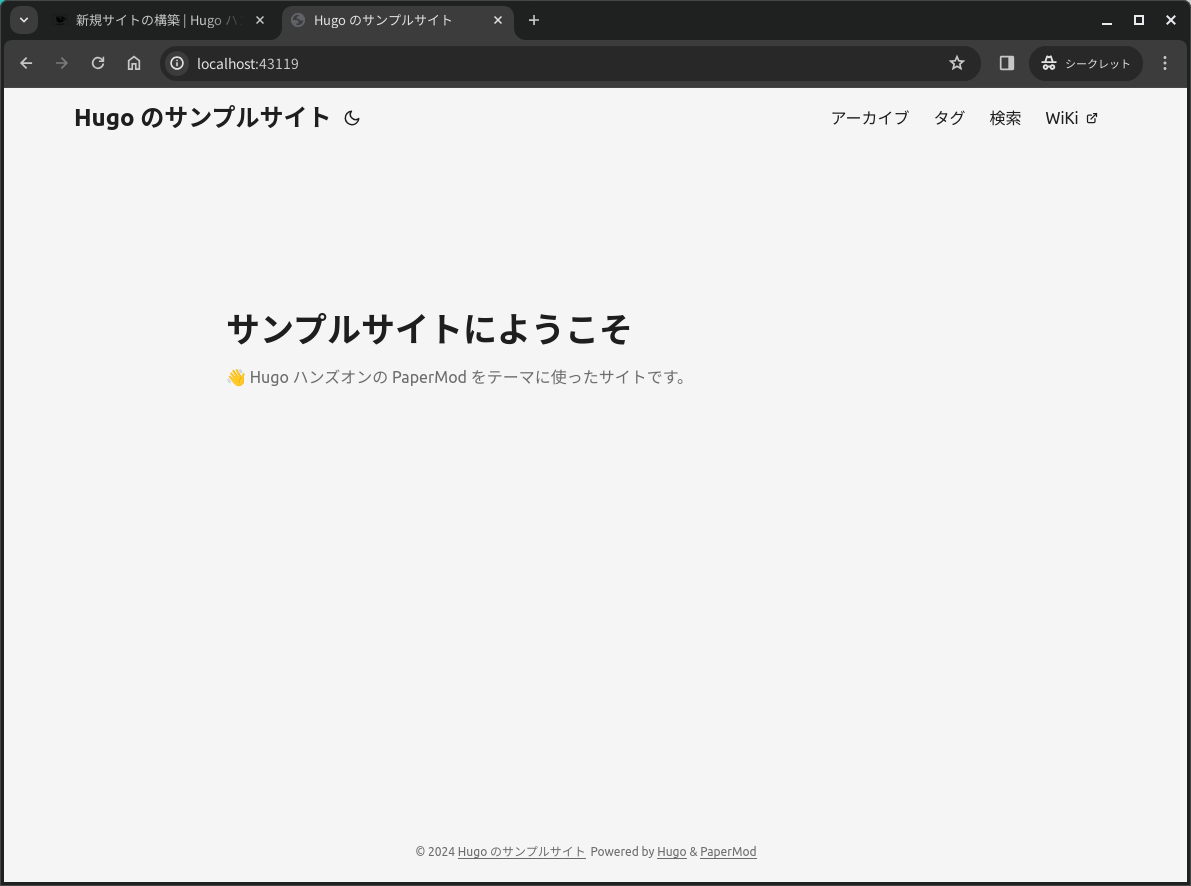 新規サイトの構築 | Hugo ハン
Hugo のサンプルサイト
localhost:43119
シークレット
Hugo のサンプルサイト
アーカイブ タグ 検索 WiKi
サンプルサイトにようこそ
👋 Hugo ハンズオンの PaperMod をテーマに使ったサイトです。
© 2024 Hugo のサンプルサイト Powered by Hugo & PaperMod